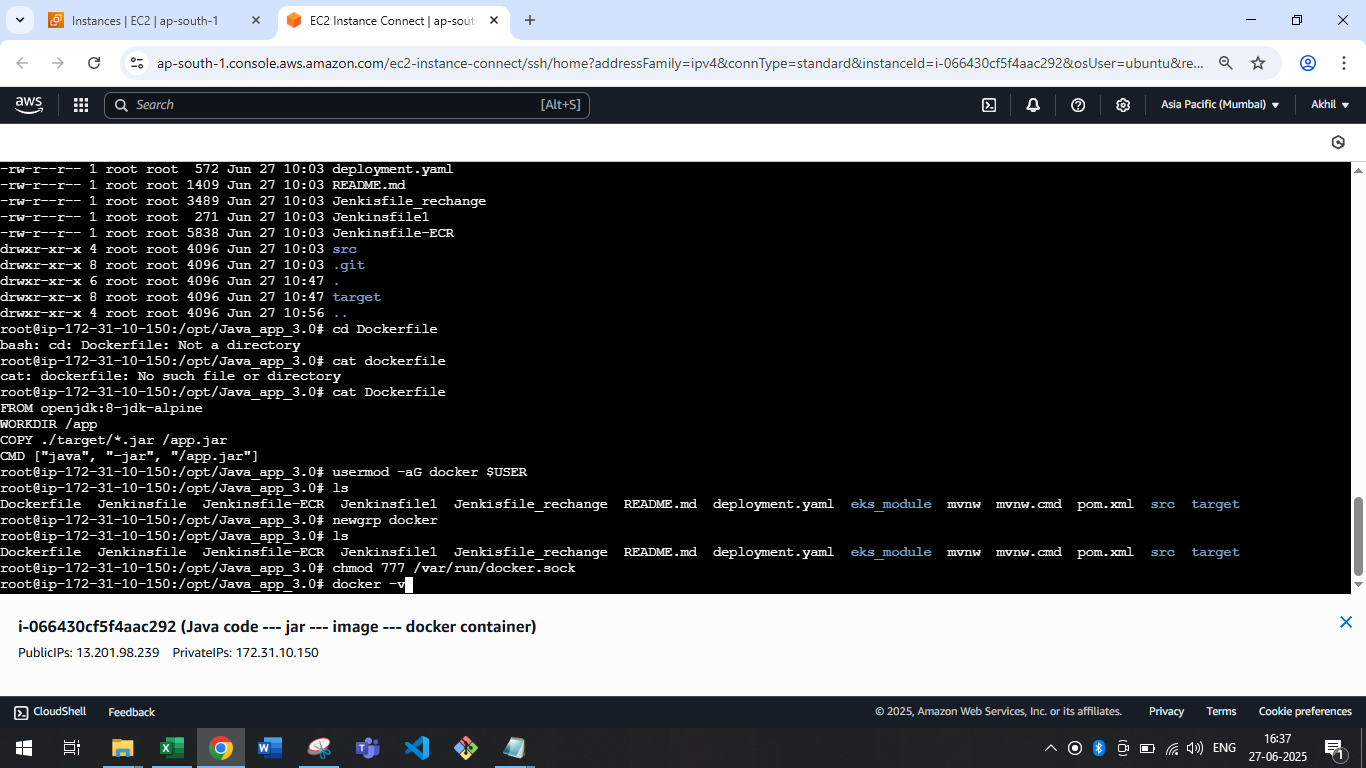 Instances | EC2 | ap-south-1
EC2 Instance Connect | ap-sout
ap-south-1.console.aws.amazon.com/ec2-instance-connect/ssh/home?addressFamily=ipv4&connType=standard&instanceId=i-066430cf5f4aac292&osUser=ubuntu&re...
aws
Search
[Alt+S]
Asia Pacific (Mumbai)
Akhil
-rw-r--r-- 1 root root  572 Jun 27 10:03 deployment.yaml
-rw-r--r-- 1 root root 1409 Jun 27 10:03 README.md
-rw-r--r-- 1 root root 3489 Jun 27 10:03 Jenkisfile_rechange
-rw-r--r-- 1 root root  271 Jun 27 10:03 Jenkinsfile1
-rw-r--r-- 1 root root 5838 Jun 27 10:03 Jenkinsfile-ECR
drwxr-xr-x 4 root root 4096 Jun 27 10:03 src
drwxr-xr-x 8 root root 4096 Jun 27 10:03 .git
drwxr-xr-x 6 root root 4096 Jun 27 10:47 .
drwxr-xr-x 8 root root 4096 Jun 27 10:47 target
drwxr-xr-x 4 root root 4096 Jun 27 10:56 ..
root@ip-172-31-10-150:/opt/Java_app_3.0# cd Dockerfile
bash: cd: Dockerfile: Not a directory
root@ip-172-31-10-150:/opt/Java_app_3.0# cat dockerfile
cat: dockerfile: No such file or directory
root@ip-172-31-10-150:/opt/Java_app_3.0# cat Dockerfile
FROM openjdk:8-jdk-alpine
WORKDIR /app
COPY ./target/*.jar /app.jar
CMD ["java", "-jar", "/app.jar"]
root@ip-172-31-10-150:/opt/Java_app_3.0# usermod -aG docker $USER
root@ip-172-31-10-150:/opt/Java_app_3.0# ls
Dockerfile  Jenkinsfile  Jenkinsfile-ECR  Jenkinsfile1  Jenkisfile_rechange  README.md  deployment.yaml  eks_module  mvnw  mvnw.cmd  pom.xml  src  target
root@ip-172-31-10-150:/opt/Java_app_3.0# newgrp docker
root@ip-172-31-10-150:/opt/Java_app_3.0# ls
Dockerfile  Jenkinsfile  Jenkinsfile-ECR  Jenkinsfile1  Jenkisfile_rechange  README.md  deployment.yaml  eks_module  mvnw  mvnw.cmd  pom.xml  src  target
root@ip-172-31-10-150:/opt/Java_app_3.0# chmod 777 /var/run/docker.sock
root@ip-172-31-10-150:/opt/Java_app_3.0# docker -v
i-066430cf5f4aac292 (Java code --- jar --- image --- docker container)
PublicIPs: 13.201.98.239 PrivateIPs: 172.31.10.150
CloudShell
Feedback
© 2025, Amazon Web Services, Inc. or its affiliates.
Privacy
Terms
Cookie preferences
ENG
16:37
27-06-2025
1